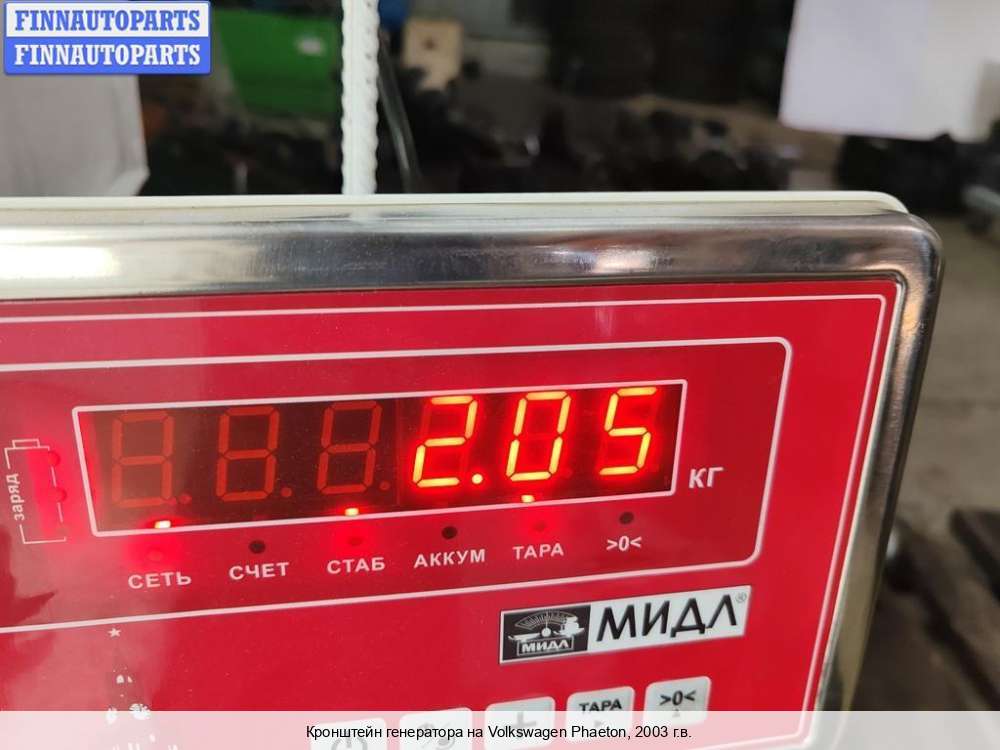 FINNAUTOPARTS
FINNAUTOPARTS
заряд
2.05
КГ
СЕТЬ СЧЕТ СТАБ АККУМ ТАРА >0<
МИДЛ МИДЛ®
ТАРА >0<
Кронштейн генератора на Volkswagen Phaeton, 2003 г.в.